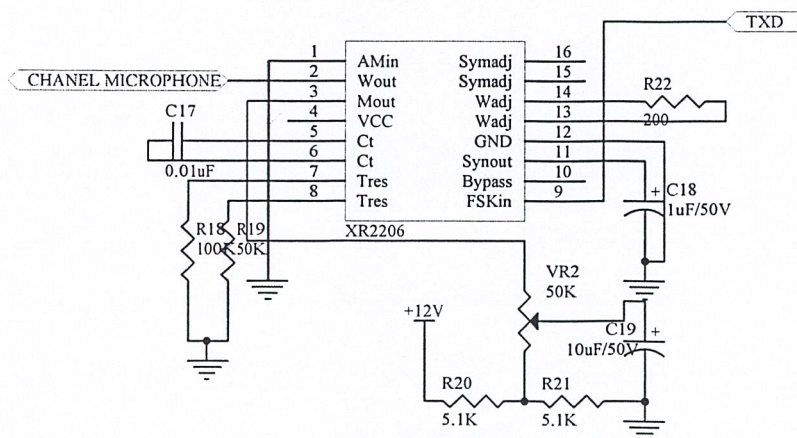 TXD
CHANEL MICROPHONE
1 AMin Symadj 16
2 Wout Symadj 15
3 Mout Wadj 14
4 VCC Wadj 13
5 Ct GND 12
6 Ct Synout 11
7 Tres Bypass 10
8 Tres FSKin 9
XR2206
C17
0.01uF
R22
200
C18
1uF/50V
R18
100K
R19
50K
VR2
50K
+12V
C19
10uF/50V
R20
5.1K
R21
5.1K